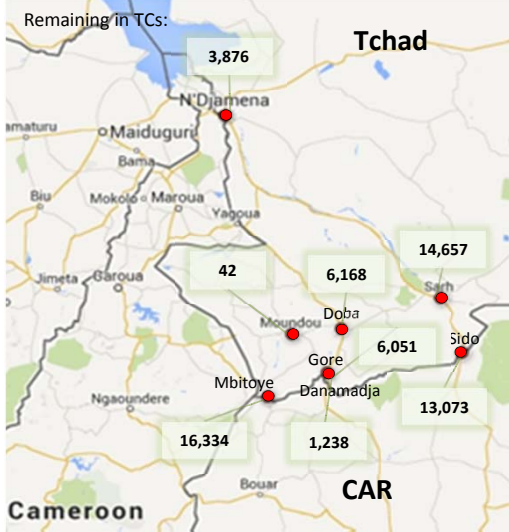 Remaining in TCs:
Tchad
3,876
N'Djamena
amaturu
Maiduguri
Bama
Biu
Mokolo
Maroua
Yagoua
14,657
42
6,168
Jimeta
Garoua
Sarh
Doba
Moundou
6,051
Sido
Gore
Mbitoye
Danamadja
Ngaoundere
13,073
16,334
1,238
Bouar
CAR
Cameroon